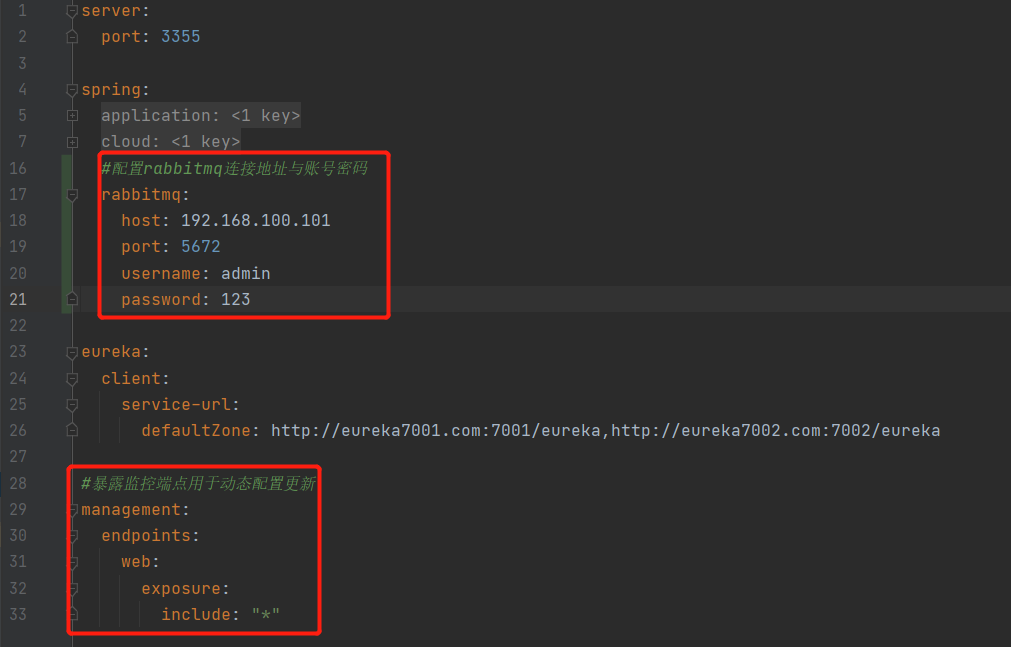 1 server:
2 port: 3355
3
4 spring:
5 application: <1 key>
7 cloud: <1 key>
16 #配置rabbitmq连接地址与账号密码
17 rabbitmq:
18 host: 192.168.100.101
19 port: 5672
20 username: admin
21 password: 123
22
23 eureka:
24 client:
25 service-url:
26 defaultZone: http://eureka7001.com:7001/eureka,http://eureka7002.com:7002/eureka
27
28 #暴露监控端点用于动态配置更新
29 management:
30 endpoints:
31 web:
32 exposure:
33 include: "*"